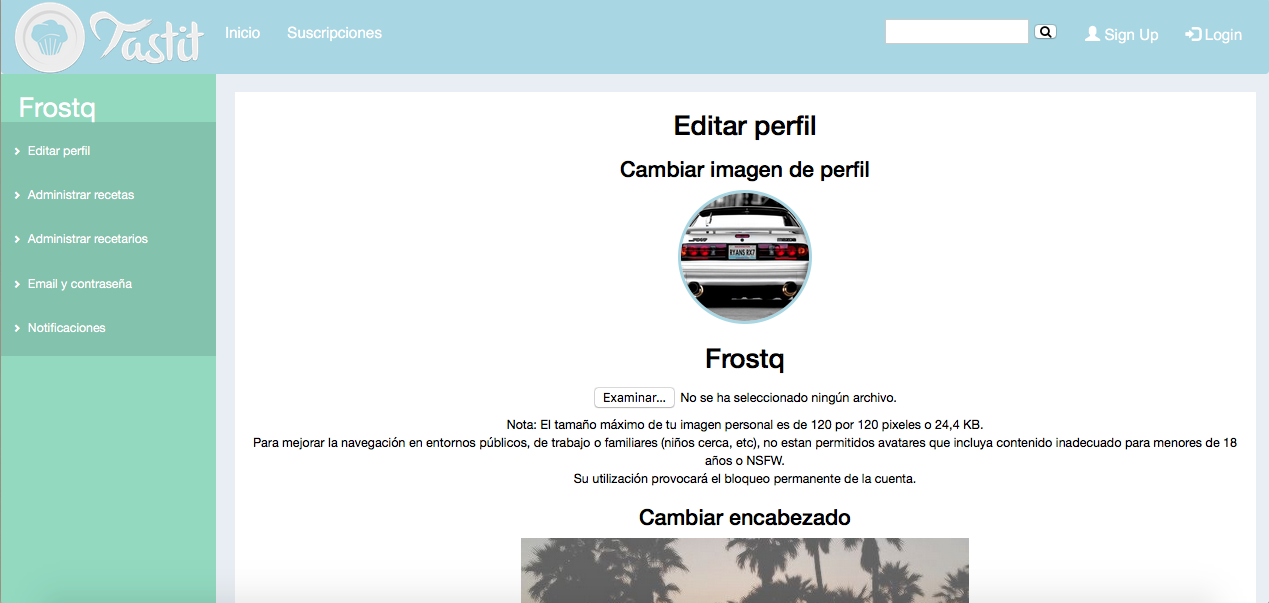 Tastit
Inicio
Suscripciones
Sign Up
Login
Frostq
Editar perfil
Administrar recetas
Administrar recetarios
Email y contraseña
Notificaciones
Editar perfil
Cambiar imagen de perfil
RYANS RX7
Frostq
Examinar... No se ha seleccionado ningún archivo.
Nota: El tamaño máximo de tu imagen personal es de 120 por 120 pixeles o 24,4 KB.
Para mejorar la navegación en entornos públicos, de trabajo o familiares (niños cerca, etc), no estan permitidos avatares que incluya contenido inadecuado para menores de 18
años o NSFW.
Su utilización provocará el bloqueo permanente de la cuenta.
Cambiar encabezado